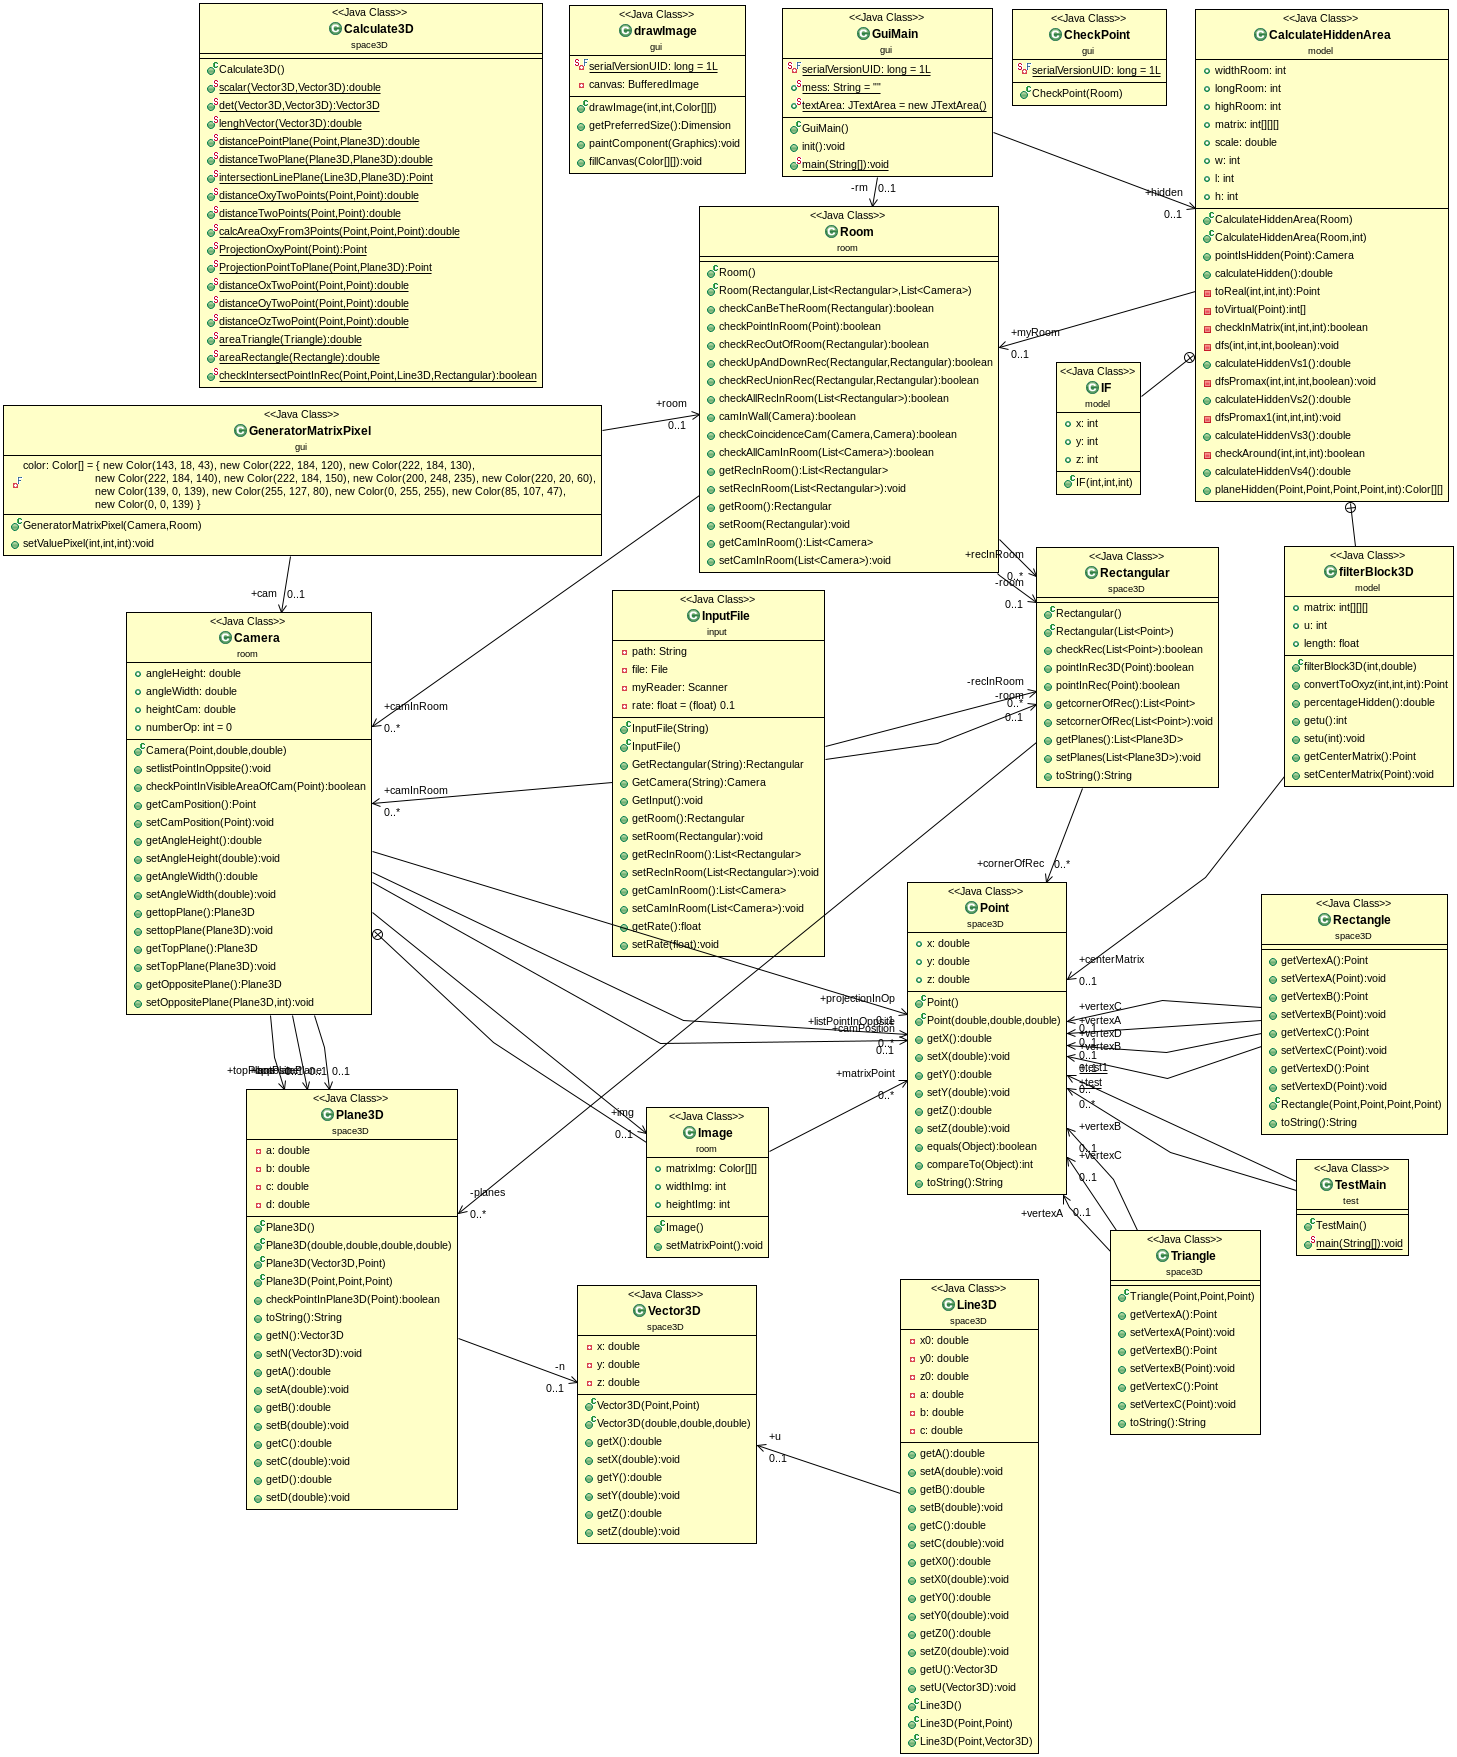 <<Java Class>>
Calculate3D
space3D
Calculate3D()
scalar(Vector3D,Vector3D):double
det(Vector3D,Vector3D):Vector3D
lenghVector(Vector3D):double
distancePointPlane(Point,Plane3D):double
distanceTwoPlane(Plane3D,Plane3D):double
intersectionLinePlane(Line3D,Plane3D):Point
distanceOxyTwoPoints(Point,Point):double
distanceTwoPoints(Point,Point):double
calcAreaOxyFrom3Points(Point,Point,Point):double
ProjectionOxyPoint(Point):Point
ProjectionPointToPlane(Point,Plane3D):Point
distanceOxTwoPoint(Point,Point):double
distanceOyTwoPoint(Point,Point):double
distanceOzTwoPoint(Point,Point):double
areaTriangle(Triangle):double
areaRectangle(Rectangle):double
checkIntersectPointInRec(Point,Point,Line3D,Rectangular):boolean
<<Java Class>>
drawImage
gui
serialVersionUID: long = 1L
canvas: BufferedImage
drawImage(int,int,Color[][])
getPreferredSize():Dimension
paintComponent(Graphics):void
fillCanvas(Color[][]):void
<<Java Class>>
GuiMain
gui
serialVersionUID: long = 1L
mess: String = ""
textArea: JTextArea = new JTextArea()
GuiMain()
init():void
main(String[]):void
<<Java Class>>
CheckPoint
gui
serialVersionUID: long = 1L
CheckPoint(Room)
<<Java Class>>
CalculateHiddenArea
model
widthRoom: int
longRoom: int
highRoom: int
matrix: int[][][]
scale: double
w: int
l: int
h: int
CalculateHiddenArea(Room)
CalculateHiddenArea(Room,int)
pointIsHidden(Point):Camera
calculateHidden():double
toReal(int,int,int):Point
toVirtual(Point):int[]
checkInMatrix(int,int,int):boolean
dfs(int,int,int,boolean):void
calculateHiddenVs1():double
dfsPromax(int,int,int,boolean):void
calculateHiddenVs2():double
dfsPromax1(int,int,int):void
calculateHiddenVs3():double
checkAround(int,int,int):boolean
calculateHiddenVs4():double
planeHidden(Point,Point,Point,Point,int):Color[][]
-rm
0..1
+hidden
0..1
<<Java Class>>
Room
room
Room()
Room(Rectangular,List<Rectangular>,List<Camera>)
checkCanBeTheRoom(Rectangular):boolean
checkPointInRoom(Point):boolean
checkRecOutOfRoom(Rectangular):boolean
checkUpAndDownRec(Rectangular,Rectangular):boolean
checkRecUnionRec(Rectangular,Rectangular):boolean
checkAllRecInRoom(List<Rectangular>):boolean
camInWall(Camera):boolean
checkCoincidenceCam(Camera,Camera):boolean
checkAllCamInRoom(List<Camera>):boolean
getRecInRoom():List<Rectangular>
setRecInRoom(List<Rectangular>):void
getRoom():Rectangular
setRoom(Rectangular):void
getCamInRoom():List<Camera>
setCamInRoom(List<Camera>):void
+myRoom
0..1
<<Java Class>>
IF
model
x: int
y: int
z: int
IF(int,int,int)
<<Java Class>>
GeneratorMatrixPixel
gui
color: Color[] = { new Color(143, 18, 43), new Color(222, 184, 120), new Color(222, 184, 130),
new Color(222, 184, 140), new Color(222, 184, 150), new Color(200, 248, 235), new Color(220, 20, 60),
new Color(139, 0, 139), new Color(255, 127, 80), new Color(0, 255, 255), new Color(85, 107, 47),
new Color(0, 0, 139) }
GeneratorMatrixPixel(Camera,Room)
setValuePixel(int,int,int):void
+room
0..1
+cam
0..1
+recInRoom
0..*
-room
0..1
<<Java Class>>
Rectangular
space3D
Rectangular()
Rectangular(List<Point>)
checkRec(List<Point>):boolean
pointInRec3D(Point):boolean
pointInRec(Point):boolean
getcornerOfRec():List<Point>
setcornerOfRec(List<Point>):void
getPlanes():List<Plane3D>
setPlanes(List<Plane3D>):void
toString():String
<<Java Class>>
filterBlock3D
model
matrix: int[][][]
u: int
length: float
filterBlock3D(int,double)
convertToOxyz(int,int,int):Point
percentageHidden():double
getu():int
setu(int):void
getCenterMatrix():Point
setCenterMatrix(Point):void
<<Java Class>>
Camera
room
angleHeight: double
angleWidth: double
heightCam: double
numberOp: int = 0
Camera(Point,double,double)
setlistPointInOppsite():void
checkPointInVisibleAreaOfCam(Point):boolean
getCamPosition():Point
setCamPosition(Point):void
getAngleHeight():double
setAngleHeight(double):void
getAngleWidth():double
setAngleWidth(double):void
gettopPlane():Plane3D
settopPlane(Plane3D):void
getTopPlane():Plane3D
setTopPlane(Plane3D):void
getOppositePlane():Plane3D
setOppositePlane(Plane3D,int):void
+camInRoom
0..*
+camInRoom
0..*
<<Java Class>>
InputFile
input
path: String
file: File
myReader: Scanner
rate: float = (float) 0.1
InputFile(String)
InputFile()
GetRectangular(String):Rectangular
GetCamera(String):Camera
GetInput():void
getRoom():Rectangular
setRoom(Rectangular):void
getRecInRoom():List<Rectangular>
setRecInRoom(List<Rectangular>):void
getCamInRoom():List<Camera>
setCamInRoom(List<Camera>):void
getRate():float
setRate(float):void
-recInRoom
0..*
-room
0..1
+cornerOfRec
0..*
<<Java Class>>
Point
space3D
x: double
y: double
z: double
Point()
Point(double,double,double)
getX():double
setX(double):void
getY():double
setY(double):void
getZ():double
setZ(double):void
equals(Object):boolean
compareTo(Object):int
toString():String
+centerMatrix
0..1
<<Java Class>>
Rectangle
space3D
getVertexA():Point
setVertexA(Point):void
getVertexB():Point
setVertexB(Point):void
getVertexC():Point
setVertexC(Point):void
getVertexD():Point
setVertexD(Point):void
Rectangle(Point,Point,Point,Point)
toString():String
+projectionInOp
0..1
+listPointInOppsite
0..*
+camPosition
0..1
+matrixPoint
0..*
+vertexC
0..1
+vertexA
0..1
+vertexD
0..1
+vertexB
+test1
0..*
+test
0..*
+vertexB
0..1
+vertexC
0..1
+vertexA
0..1
+topPlane
0..1
0..1
<<Java Class>>
Plane3D
space3D
a: double
b: double
c: double
d: double
Plane3D()
Plane3D(double,double,double,double)
Plane3D(Vector3D,Point)
Plane3D(Point,Point,Point)
checkPointInPlane3D(Point):boolean
toString():String
getN():Vector3D
setN(Vector3D):void
getA():double
setA(double):void
getB():double
setB(double):void
getC():double
setC(double):void
getD():double
setD(double):void
-planes
0..*
+img
0..1
<<Java Class>>
Image
room
matrixImg: Color[][]
widthImg: int
heightImg: int
Image()
setMatrixPoint():void
<<Java Class>>
TestMain
test
TestMain()
main(String[]):void
<<Java Class>>
Triangle
space3D
Triangle(Point,Point,Point)
getVertexA():Point
setVertexA(Point):void
getVertexB():Point
setVertexB(Point):void
getVertexC():Point
setVertexC(Point):void
toString():String
-n
0..1
<<Java Class>>
Vector3D
space3D
x: double
y: double
z: double
Vector3D(Point,Point)
Vector3D(double,double,double)
getX():double
setX(double):void
getY():double
setY(double):void
getZ():double
setZ(double):void
+u
0..1
<<Java Class>>
Line3D
space3D
x0: double
y0: double
z0: double
a: double
b: double
c: double
getA():double
setA(double):void
getB():double
setB(double):void
getC():double
setC(double):void
getX0():double
setX0(double):void
getY0():double
setY0(double):void
getZ0():double
setZ0(double):void
getU():Vector3D
setU(Vector3D):void
Line3D()
Line3D(Point,Point)
Line3D(Point,Vector3D)